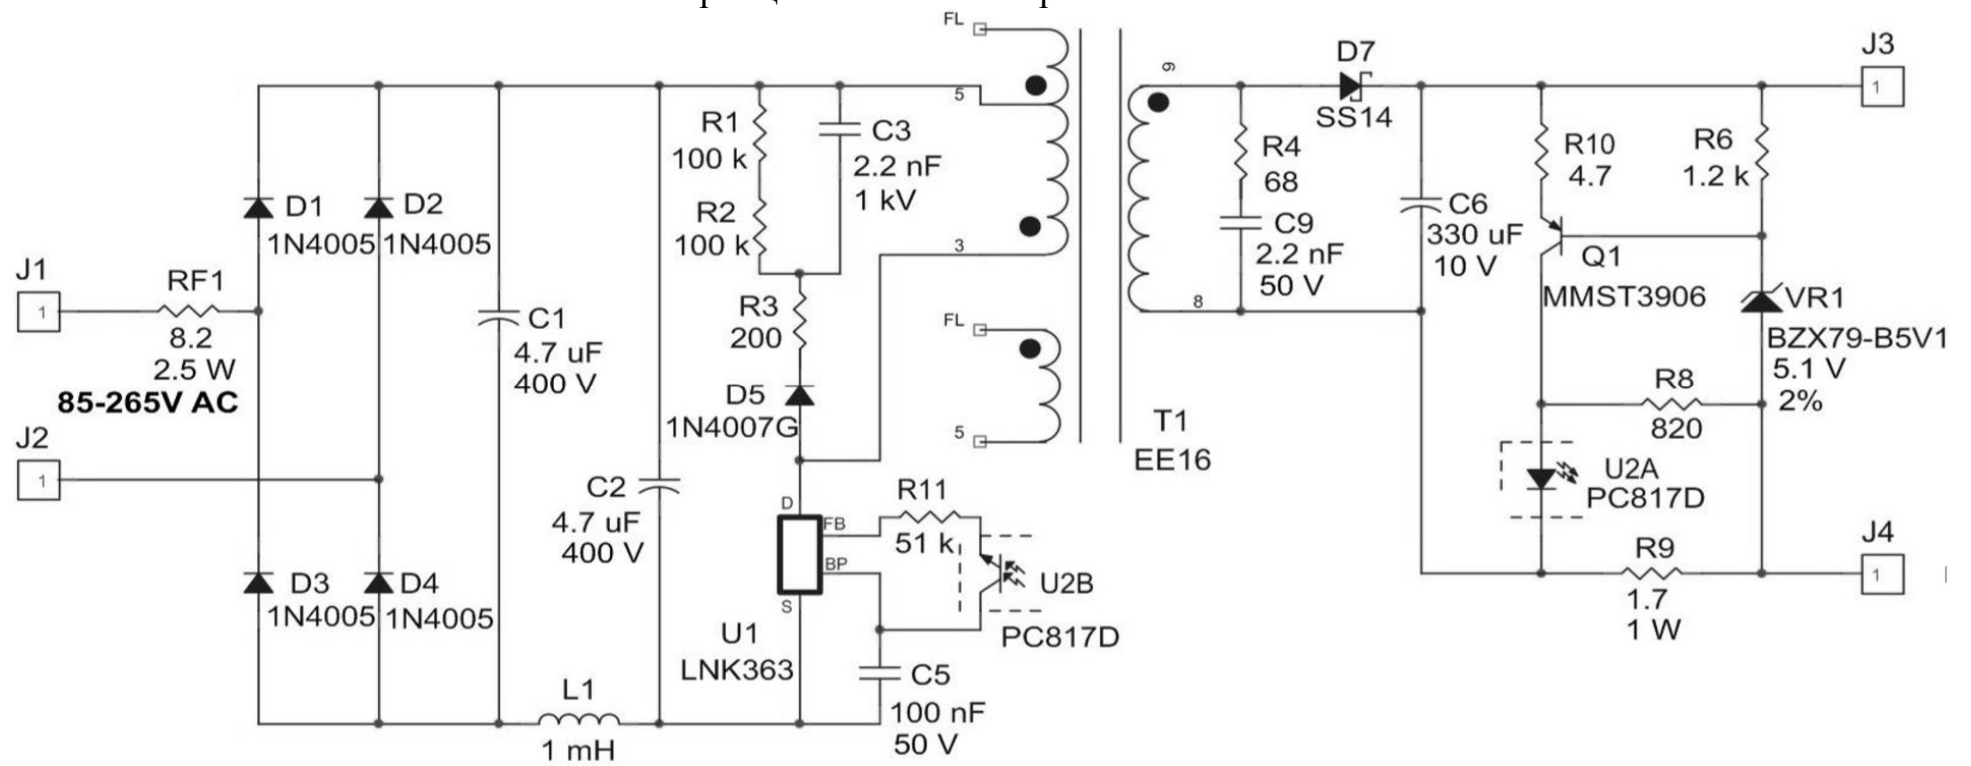 FL
5
3
FL
5
9
8
J1
1
RF1
8.2
2.5 W
85-265V AC
J2
1
D1
1N4005
D2
1N4005
D3
1N4005
D4
1N4005
C1
4.7 uF
400 V
L1
1 mH
C2
4.7 uF
400 V
R1
100 k
R2
100 k
C3
2.2 nF
1 kV
R3
200
D5
1N4007G
D
FB
BP
S
U1
LNK363
R11
51 k
U2B
PC817D
C5
100 nF
50 V
T1
EE16
R4
68
C9
2.2 nF
50 V
D7
SS14
C6
330 uF
10 V
R10
4.7
Q1
MMST3906
R6
1.2 k
VR1
BZX79-B5V1
5.1 V
2%
R8
820
U2A
PC817D
R9
1.7
1 W
J3
1
J4
1